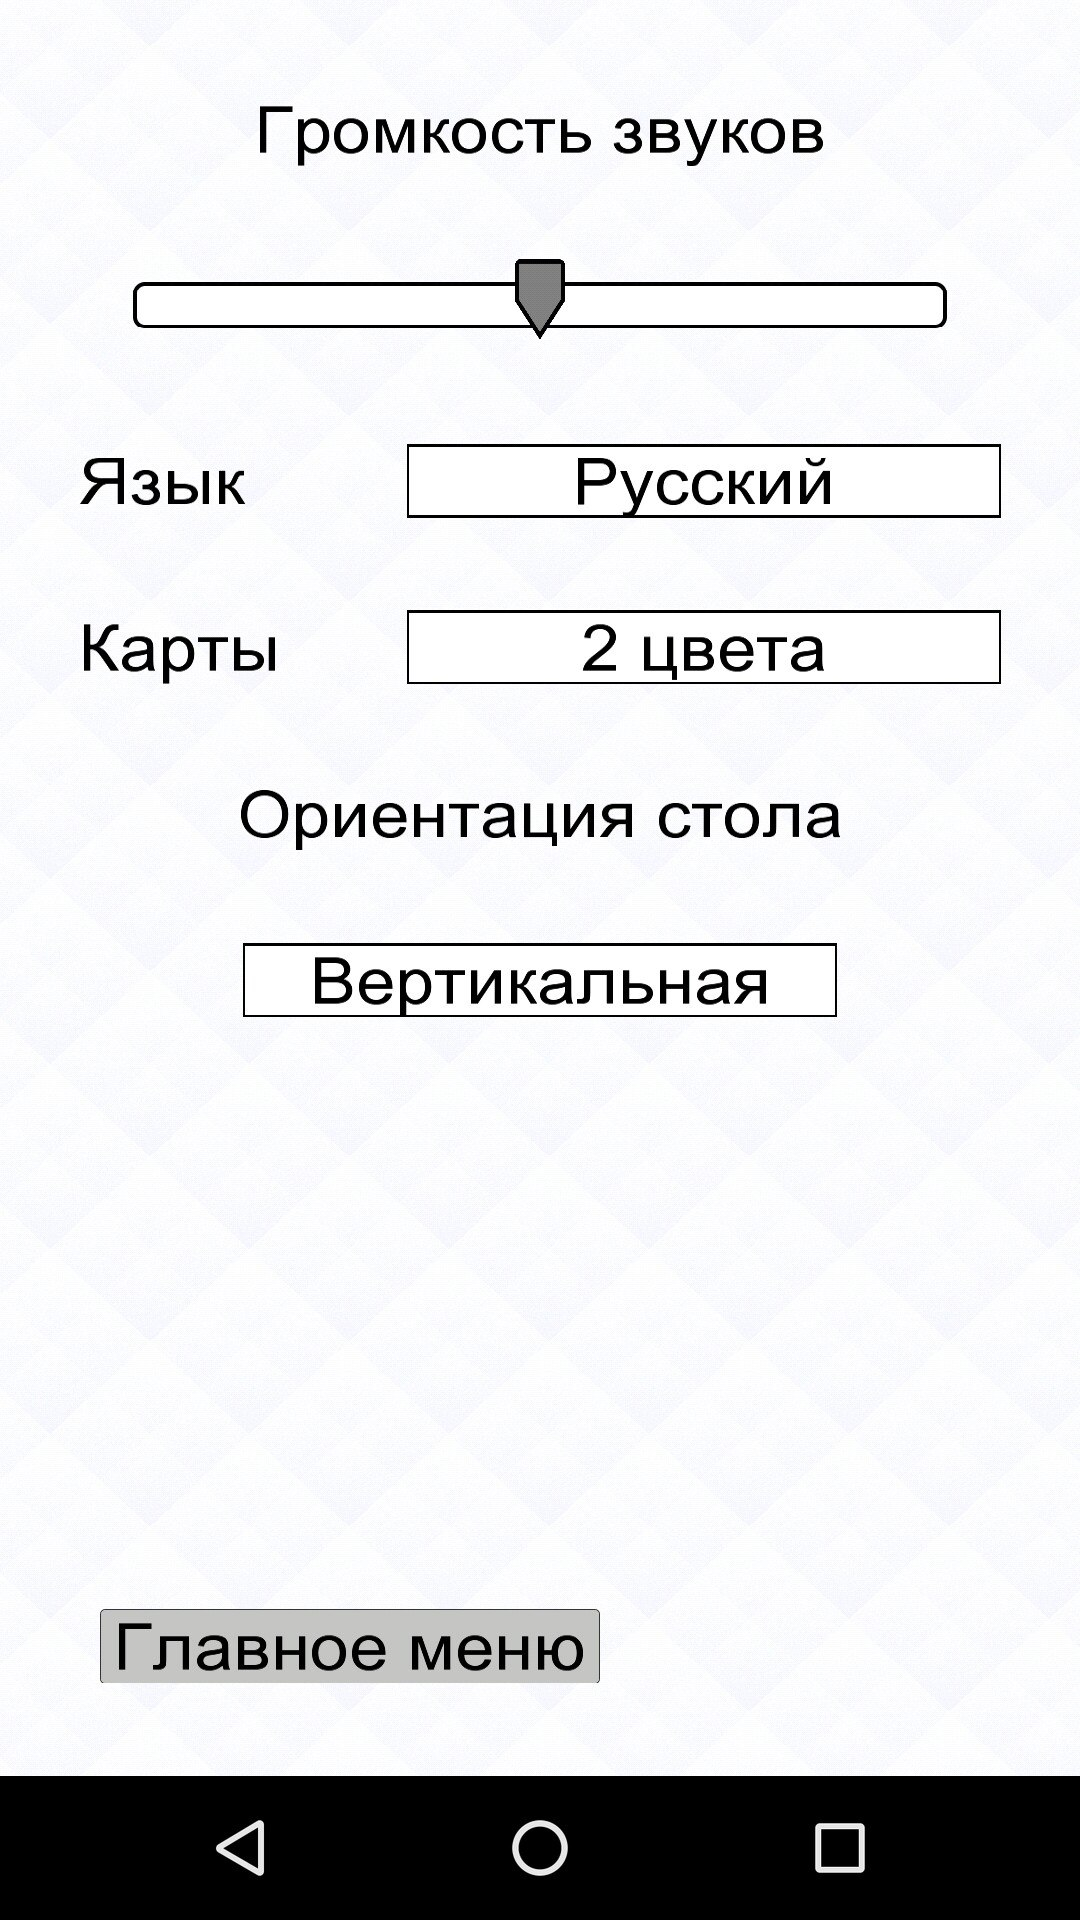 Громкость звуков
Язык Русский
Карты 2 цвета
Ориентация стола
Вертикальная
Главное меню